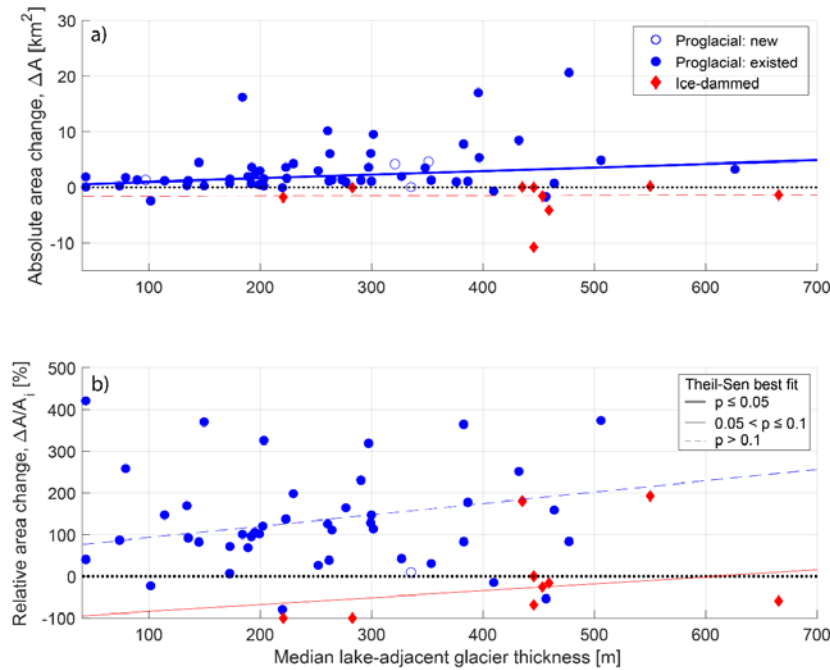 a)
Absolute area change, ΔA [km²]
30
20
10
0
-10
Proglacial: new
Proglacial: existed
Ice-dammed
100 200 300 400 500 600 700
b)
Relative area change, ΔA/Aᵢ [%]
500
400
300
200
100
0
-100
Theil-Sen best fit
p ≤ 0.05
0.05 < p ≤ 0.1
p > 0.1
100 200 300 400 500 600 700
Median lake-adjacent glacier thickness [m]